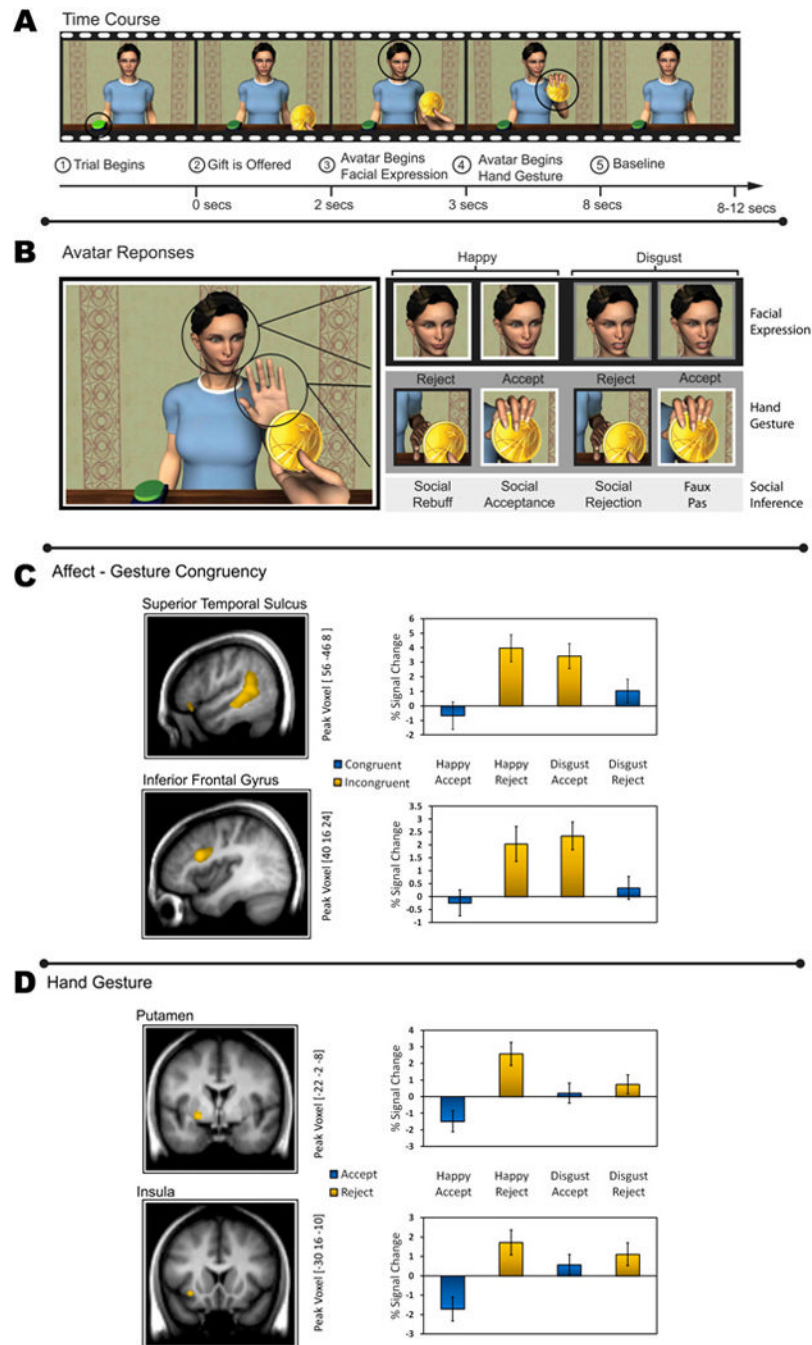 A Time Course
① Trial Begins
② Gift is Offered
③ Avatar Begins
Facial Expression
④ Avatar Begins
Hand Gesture
⑤ Baseline
0 secs
2 secs
3 secs
8 secs
8-12 secs
B Avatar Reponses
Happy
Disgust
Facial
Expression
Reject
Accept
Reject
Accept
Hand
Gesture
Social
Rebuff
Social
Acceptance
Social
Rejection
Faux
Pas
Social
Inference
C Affect - Gesture Congruency
Superior Temporal Sulcus
Peak Voxel [ 56 -46 8 ]
% Signal Change
6
5
4
3
2
1
0
-1
-2
Congruent
Incongruent
Happy
Accept
Happy
Reject
Disgust
Accept
Disgust
Reject
Inferior Frontal Gyrus
Peak Voxel [40 16 24]
% Signal Change
3.5
3
2.5
2
1.5
1
0.5
0
-0.5
-1
D Hand Gesture
Putamen
Peak Voxel [-22 -2 -8]
% Signal Change
4
3
2
1
0
-1
-2
-3
Accept
Reject
Happy
Accept
Happy
Reject
Disgust
Accept
Disgust
Reject
Insula
Peak Voxel [-30 16 -10]
% Signal Change
3
2
1
0
-1
-2
-3